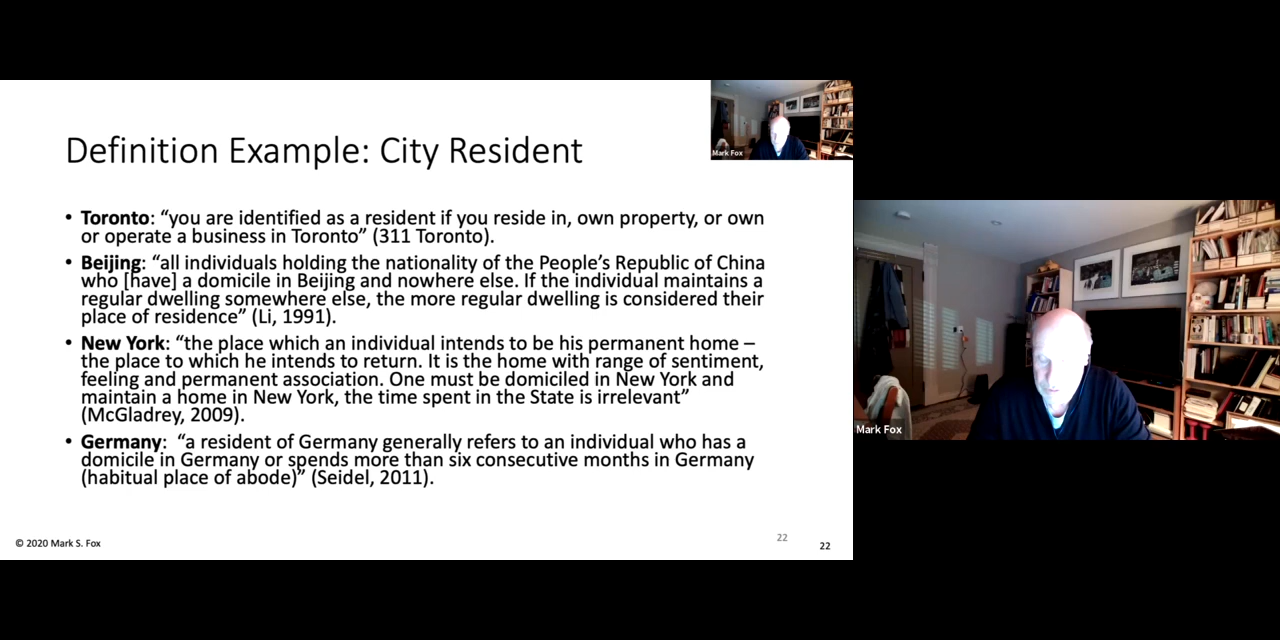 Mark Fox
Definition Example: City Resident
• Toronto: “you are identified as a resident if you reside in, own property, or own
or operate a business in Toronto” (311 Toronto).
• Beijing: “all individuals holding the nationality of the People’s Republic of China
who [have] a domicile in Beijing and nowhere else. If the individual maintains a
regular dwelling somewhere else, the more regular dwelling is considered their
place of residence” (Li, 1991).
• New York: “the place which an individual intends to be his permanent home –
the place to which he intends to return. It is the home with range of sentiment,
feeling and permanent association. One must be domiciled in New York and
maintain a home in New York, the time spent in the State is irrelevant”
(McGladrey, 2009).
• Germany: “a resident of Germany generally refers to an individual who has a
domicile in Germany or spends more than six consecutive months in Germany
(habitual place of abode)” (Seidel, 2011).
© 2020 Mark S. Fox
22
22
Mark Fox